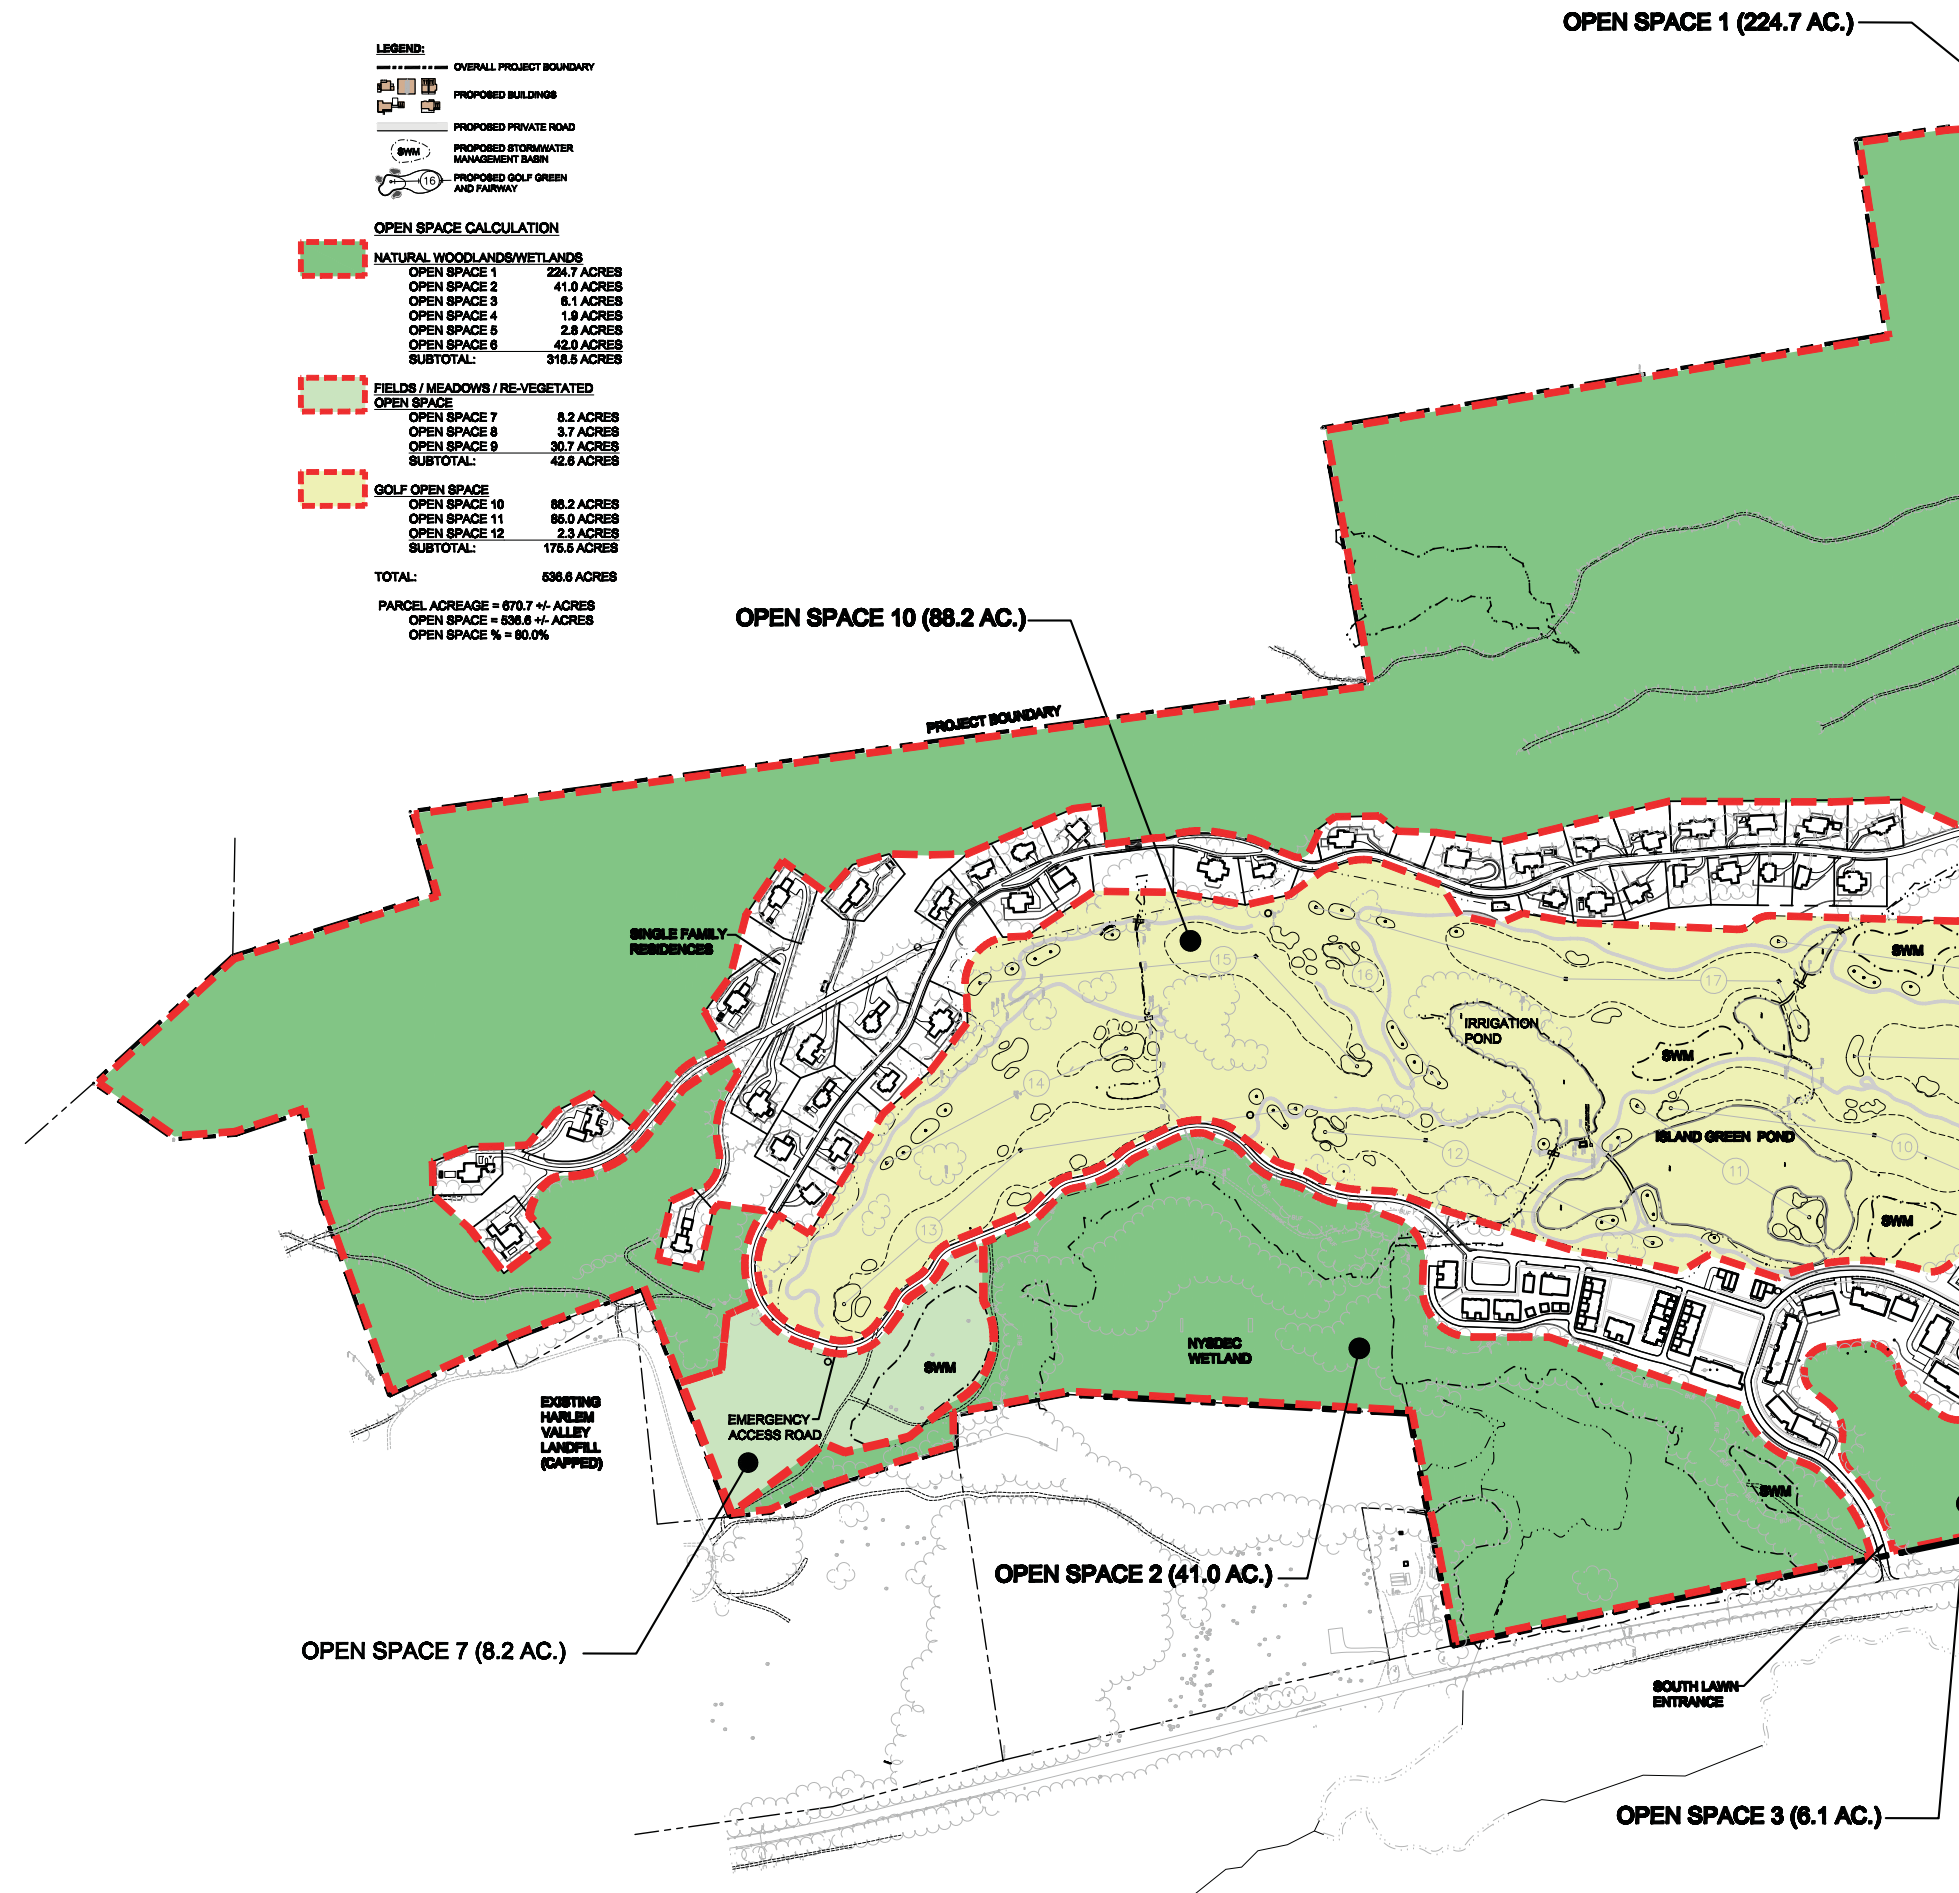 OPEN SPACE 1 (224.7 AC.)
LEGEND:
OVERALL PROJECT BOUNDARY
PROPOSED BUILDINGS
PROPOSED PRIVATE ROAD
SWM
PROPOSED STORMWATER
MANAGEMENT BASIN
16
PROPOSED GOLF GREEN
AND FAIRWAY
OPEN SPACE CALCULATION
NATURAL WOODLANDS/WETLANDS
OPEN SPACE 1 224.7 ACRES
OPEN SPACE 2 41.0 ACRES
OPEN SPACE 3 6.1 ACRES
OPEN SPACE 4 1.9 ACRES
OPEN SPACE 5 2.8 ACRES
OPEN SPACE 6 42.0 ACRES
SUBTOTAL: 318.5 ACRES
FIELDS / MEADOWS / RE-VEGETATED
OPEN SPACE
OPEN SPACE 7 8.2 ACRES
OPEN SPACE 8 3.7 ACRES
OPEN SPACE 9 30.7 ACRES
SUBTOTAL: 42.6 ACRES
GOLF OPEN SPACE
OPEN SPACE 10 88.2 ACRES
OPEN SPACE 11 85.0 ACRES
OPEN SPACE 12 2.3 ACRES
SUBTOTAL: 175.5 ACRES
TOTAL: 536.6 ACRES
PARCEL ACREAGE = 670.7 +/- ACRES
OPEN SPACE = 536.6 +/- ACRES
OPEN SPACE % = 80.0%
OPEN SPACE 10 (88.2 AC.)
PROJECT BOUNDARY
SINGLE FAMILY
RESIDENCES
15
16
17
SWM
IRRIGATION
POND
SWM
14
ISLAND GREEN POND
12
11
10
13
SWM
NYSDEC
WETLAND
SWM
EXISTING
HARLEM
VALLEY
LANDFILL
(CAPPED)
EMERGENCY
ACCESS ROAD
SWM
OPEN SPACE 2 (41.0 AC.)
OPEN SPACE 7 (8.2 AC.)
SOUTH LAWN
ENTRANCE
OPEN SPACE 3 (6.1 AC.)